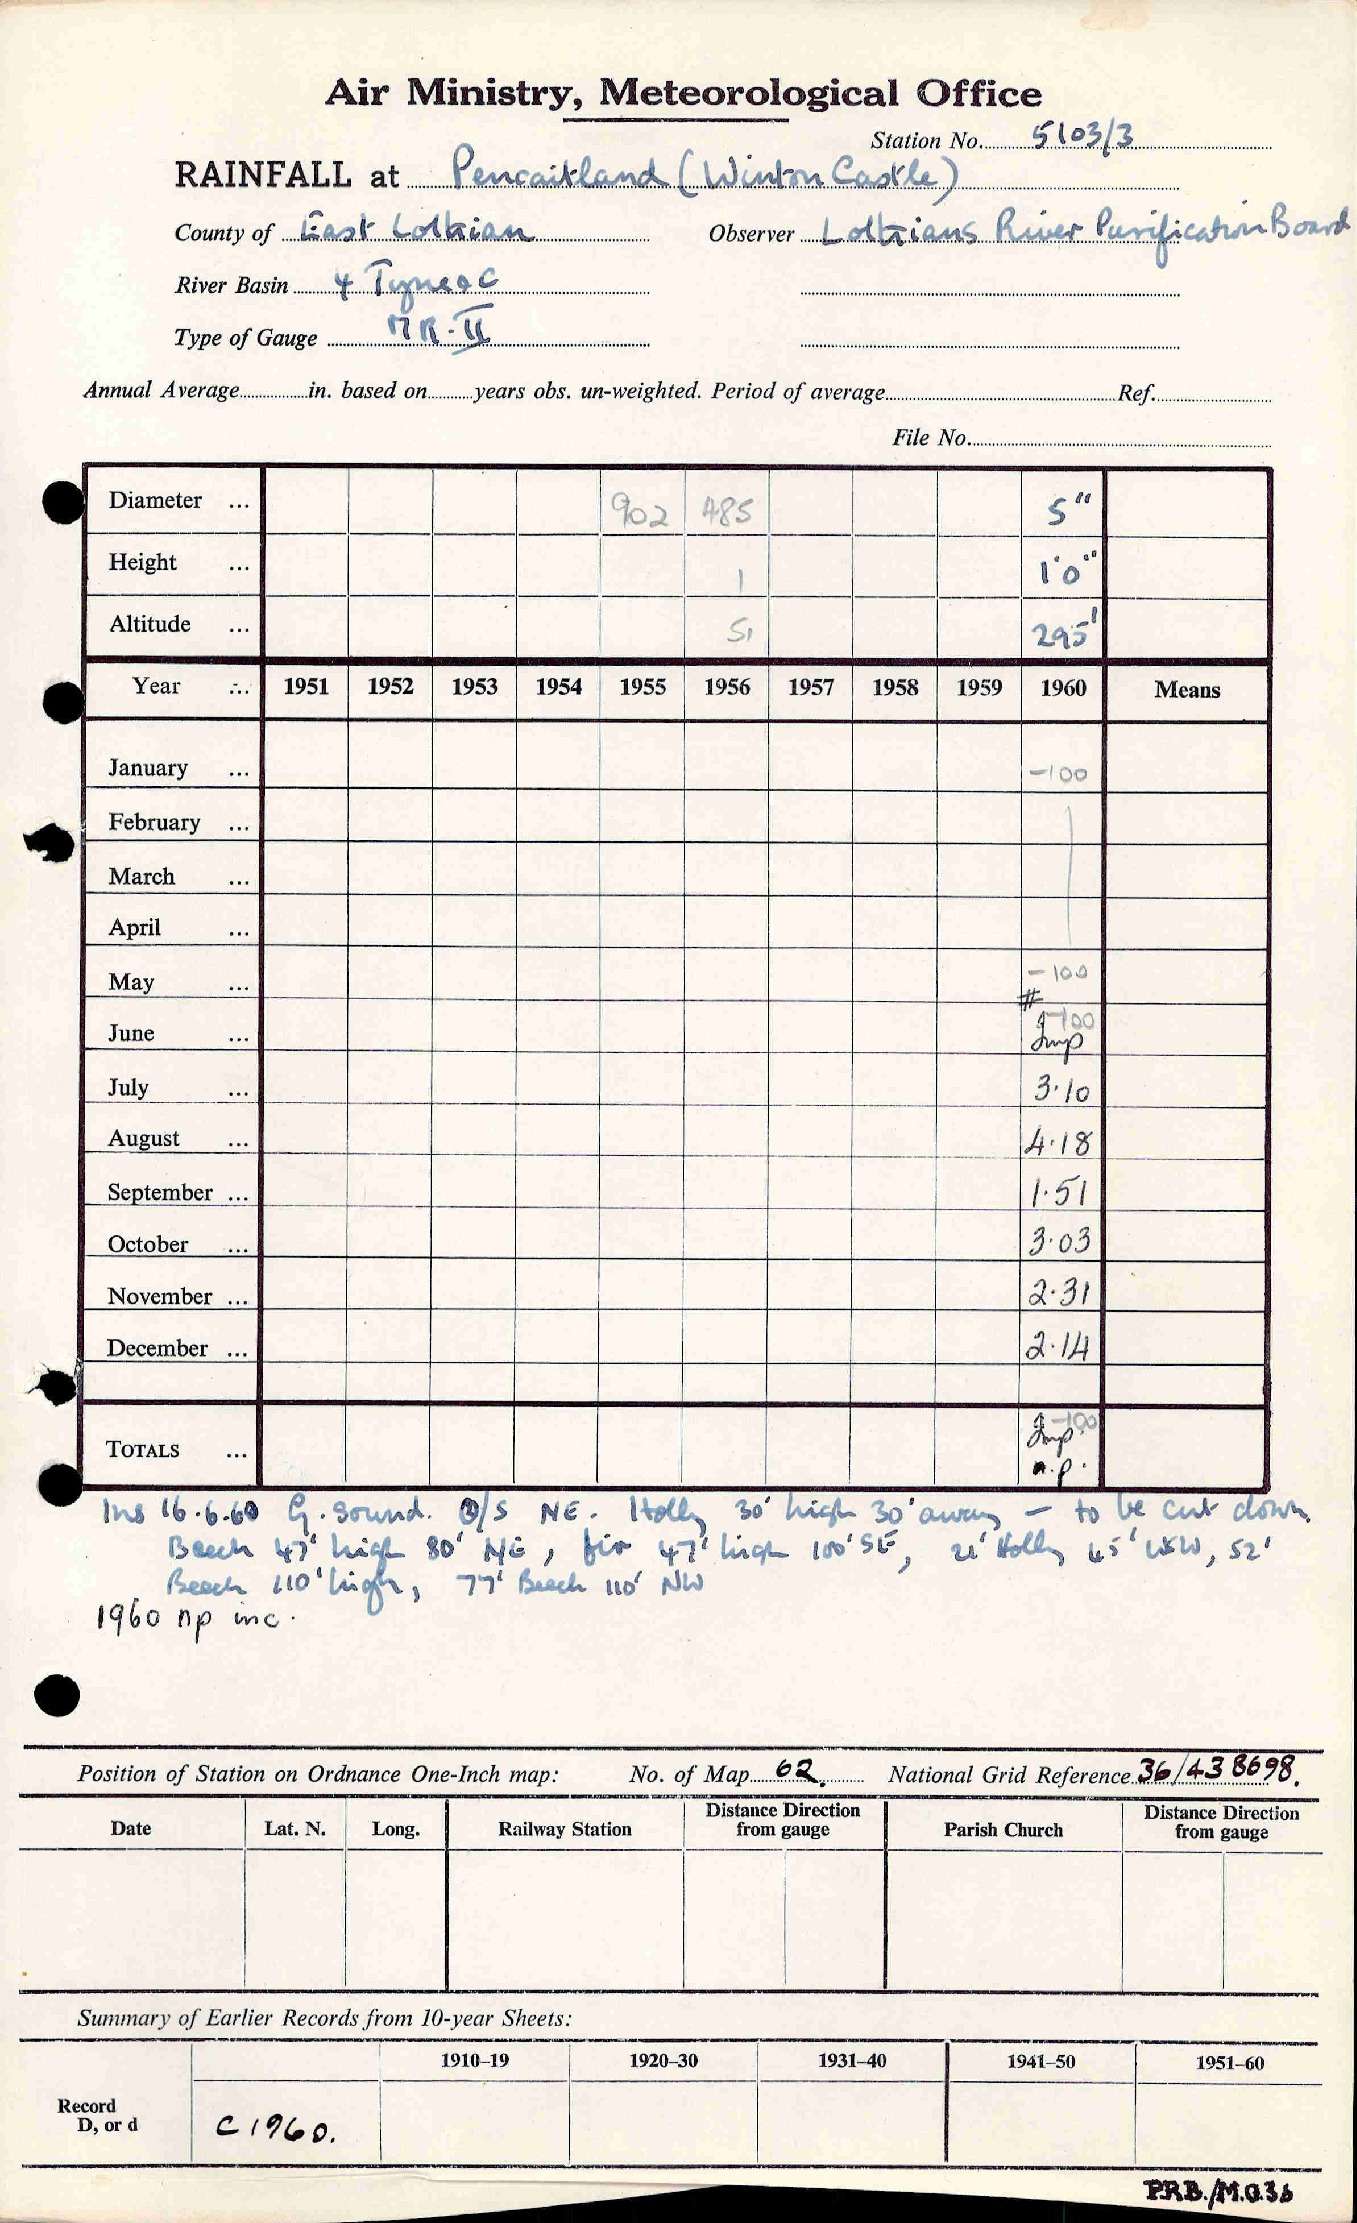 Air Ministry, Meteorological Office
Station No. 5103/3
RAINFALL at Pencaitland (Winton Castle)
County of East Lothian Observer Lothians River Purification Board
River Basin 4 Tyne & C
Type of Gauge MK-II
Annual Average in. based on years obs. un-weighted. Period of average Ref.
File No.
Diameter ... 902 485 5"
Height ... 1 1'0"
Altitude ... 51 295'
Year ... 1951 1952 1953 1954 1955 1956 1957 1958 1959 1960 Means
January ... -100
February ...
March ...
April ...
May ... -100
#
June ... -100
Imp
July ... 3.10
August ... 4.18
September ... 1.51
October ... 3.03
November ... 2.31
December ... 2.14
TOTALS ... -100
Imp.
n.p.
Ins 16.6.60 G. sound. O/S NE. Holly 30' high 30' away - to be cut down,
Beech 47' high 80' NE, fir 47' high 100' SE, 21' Holly 45' WSW, 52'
Beech 110' high, 77' Beech 110' NW
1960 np inc.
Position of Station on Ordnance One-Inch map: No. of Map 62. National Grid Reference 36/438698.
Date Lat. N. Long. Railway Station Distance Direction from gauge Parish Church Distance Direction from gauge
Summary of Earlier Records from 10-year Sheets:
1910–19 1920–30 1931–40 1941–50 1951–60
Record
D, or d C 1960.
P.R.B./M.O.3b